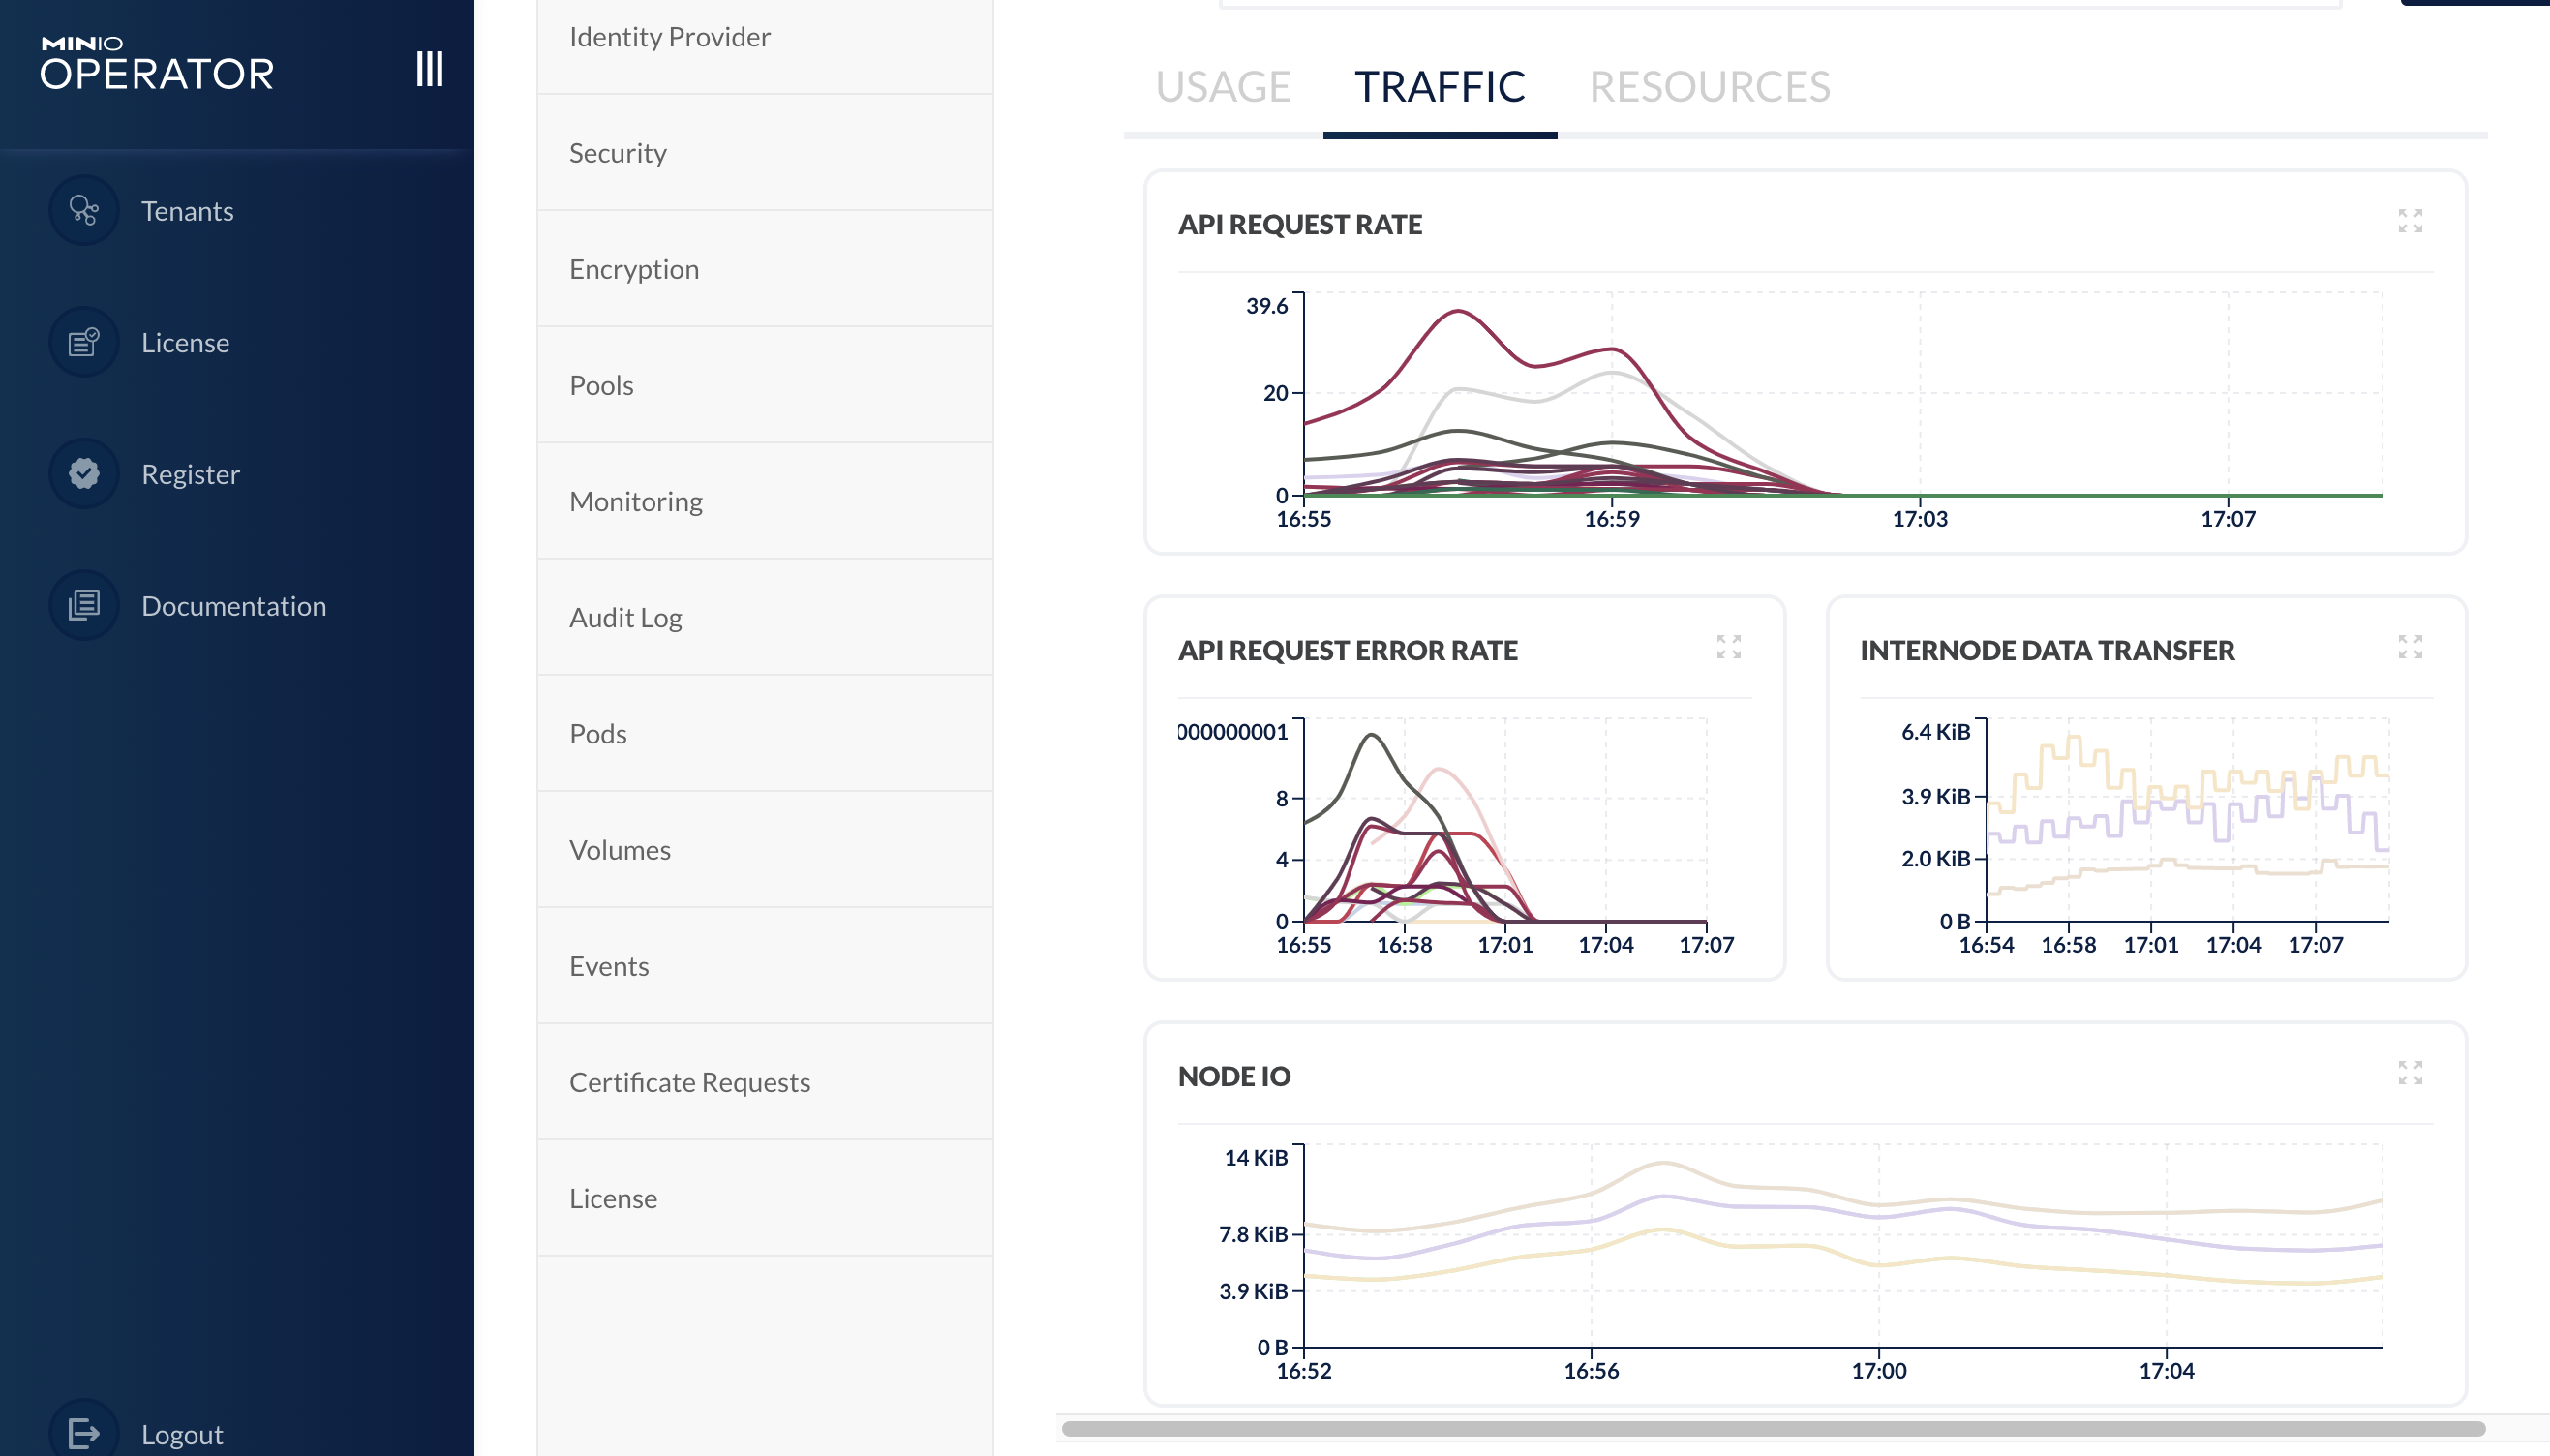 MINIO
OPERATOR
Tenants
License
Register
Documentation
Logout
Identity Provider
Security
Encryption
Pools
Monitoring
Audit Log
Pods
Volumes
Events
Certificate Requests
License
USAGE TRAFFIC RESOURCES
API REQUEST RATE
39.6
20
0
16:55 16:59 17:03 17:07
API REQUEST ERROR RATE
000000001
8
4
0
16:55 16:58 17:01 17:04 17:07
INTERNODE DATA TRANSFER
6.4 KiB
3.9 KiB
2.0 KiB
0 B
16:54 16:58 17:01 17:04 17:07
NODE IO
14 KiB
7.8 KiB
3.9 KiB
0 B
16:52 16:56 17:00 17:04